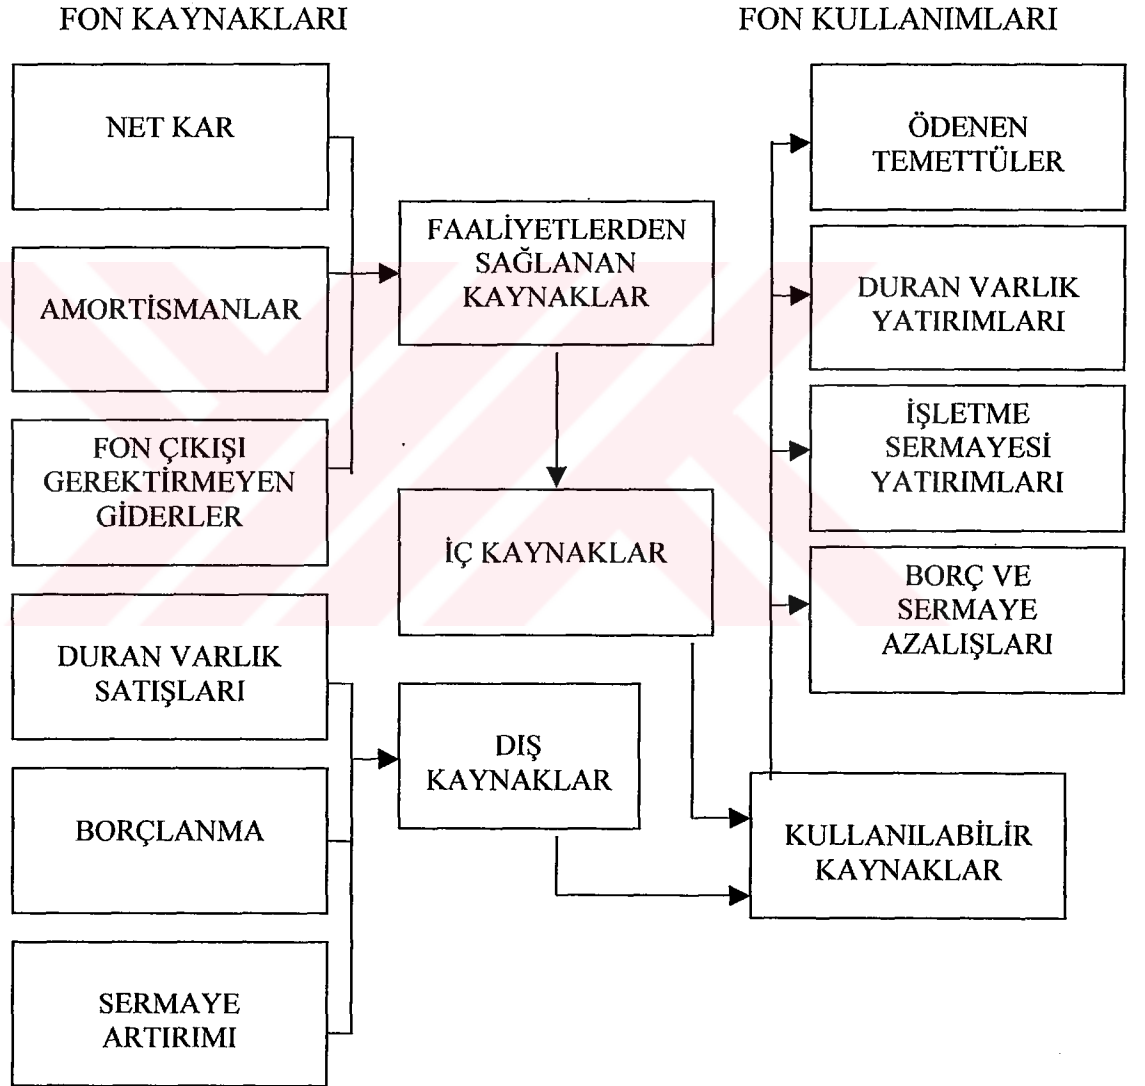 FON KAYNAKLARI
FON KULLANIMLARI
NET KAR
AMORTİSMANLAR
FON ÇIKIŞI
GEREKTİRMEYEN
GİDERLER
DURAN VARLIK
SATIŞLARI
BORÇLANMA
SERMAYE
ARTIRIMI
FAALİYETLERDEN
SAĞLANAN
KAYNAKLAR
İÇ KAYNAKLAR
DIŞ
KAYNAKLAR
ÖDENEN
TEMETTÜLER
DURAN VARLIK
YATIRIMLARI
İŞLETME
SERMAYESİ
YATIRIMLARI
BORÇ VE
SERMAYE
AZALIŞLARI
KULLANILABİLİR
KAYNAKLAR